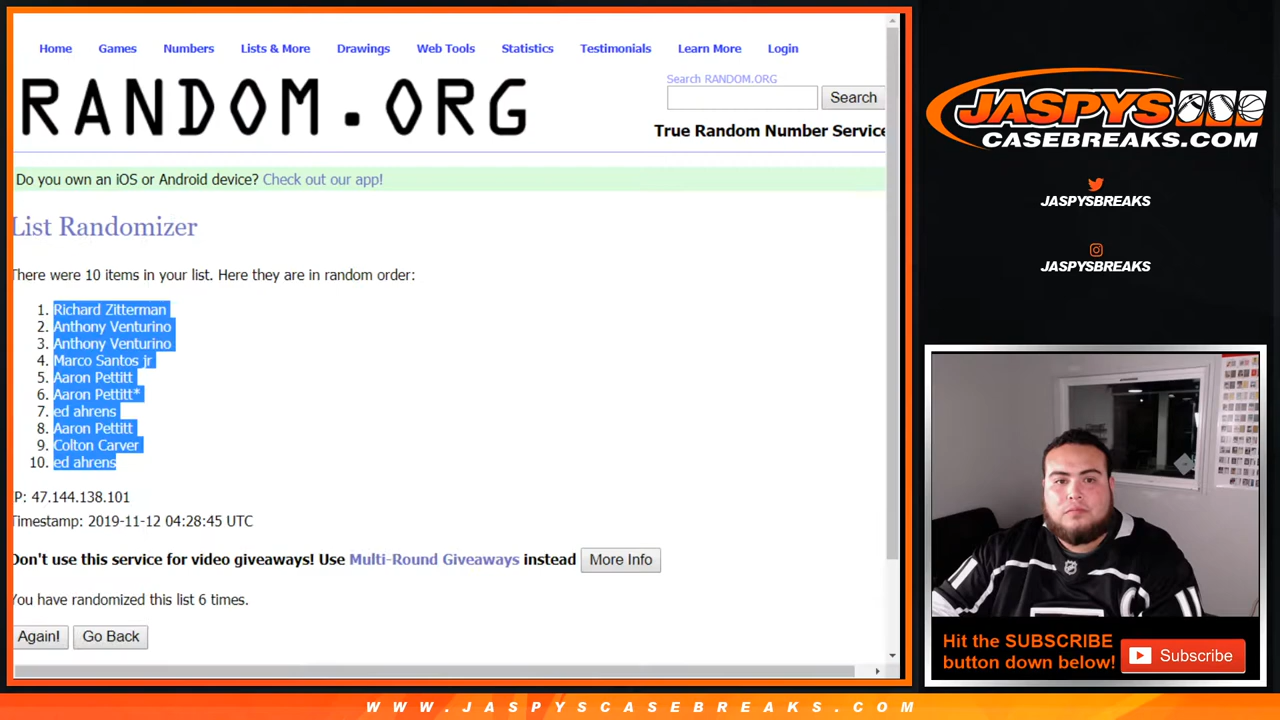 Home Games Numbers Lists & More Drawings Web Tools Statistics Testimonials Learn More Login
RANDOM.ORG
Search RANDOM.ORG
Search
True Random Number Service
Do you own an iOS or Android device? Check out our app!
List Randomizer
There were 10 items in your list. Here they are in random order:
1. Richard Zitterman
2. Anthony Venturino
3. Anthony Venturino
4. Marco Santos jr
5. Aaron Pettitt
6. Aaron Pettitt*
7. ed ahrens
8. Aaron Pettitt
9. Colton Carver
10. ed ahrens
IP: 47.144.138.101
Timestamp: 2019-11-12 04:28:45 UTC
Don't use this service for video giveaways! Use Multi-Round Giveaways instead More Info
You have randomized this list 6 times.
Again! Go Back
JASPYS
CASEBREAKS.COM
JASPYSBREAKS
JASPYSBREAKS
Hit the SUBSCRIBE
button down below!
Subscribe
WWW.JASPYSCASEBREAKS.COM